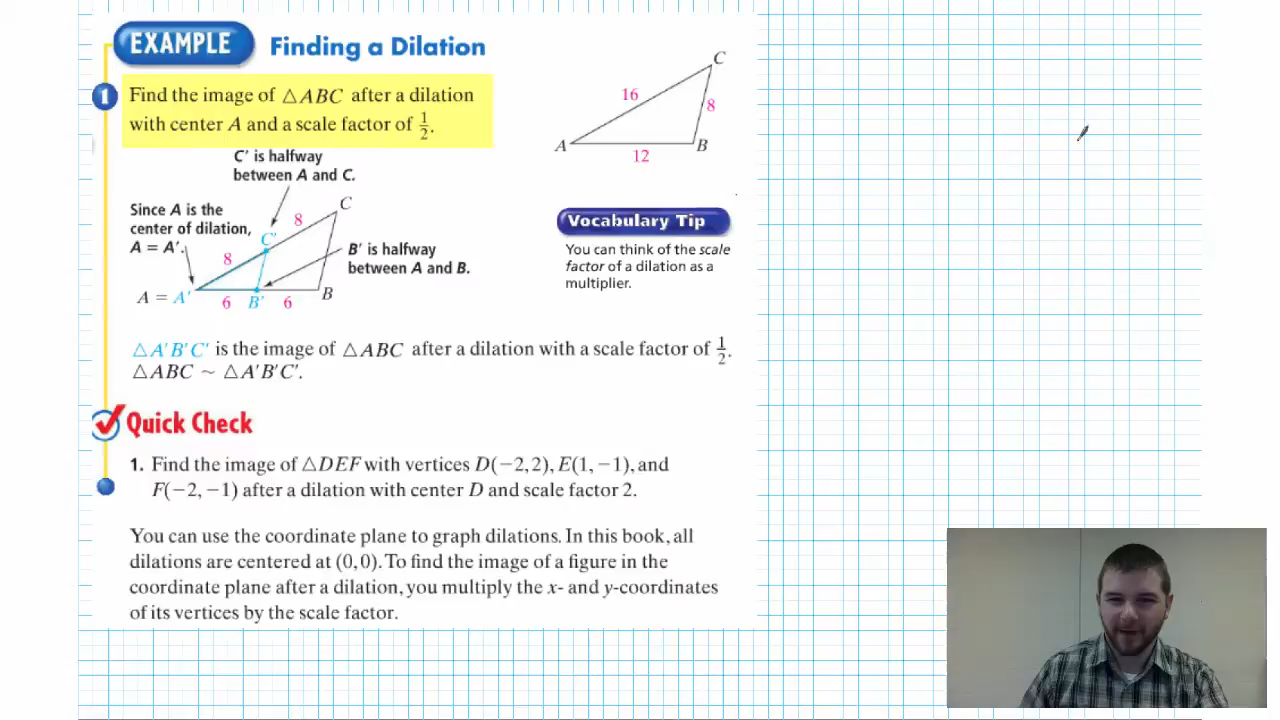 EXAMPLE Finding a Dilation
1 Find the image of △ABC after a dilation
with center A and a scale factor of 1/2.
C
16
8
A
B
12
C' is halfway
between A and C.
Since A is the
center of dilation,
A = A'.
C
8
C'
8
B' is halfway
between A and B.
A = A'
6
B'
6
B
Vocabulary Tip
You can think of the scale
factor of a dilation as a
multiplier.
△A'B'C' is the image of △ABC after a dilation with a scale factor of 1/2.
△ABC ~ △A'B'C'.
Quick Check
1. Find the image of △DEF with vertices D(−2, 2), E(1, −1), and
F(−2, −1) after a dilation with center D and scale factor 2.
You can use the coordinate plane to graph dilations. In this book, all
dilations are centered at (0, 0). To find the image of a figure in the
coordinate plane after a dilation, you multiply the x- and y-coordinates
of its vertices by the scale factor.